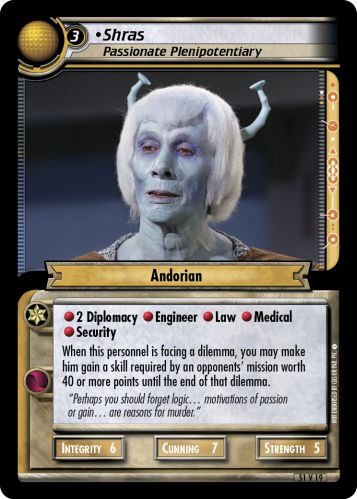 3
•Shras
Passionate Plenipotentiary
Andorian
2 Diplomacy Engineer Law Medical
Security
When this personnel is facing a dilemma, you may make
him gain a skill required by an opponents' mission worth
40 or more points until the end of that dilemma.
"Perhaps you should forget logic… motivations of passion
or gain… are reasons for murder."
INTEGRITY 6 CUNNING 7 STRENGTH 5
51 V 19